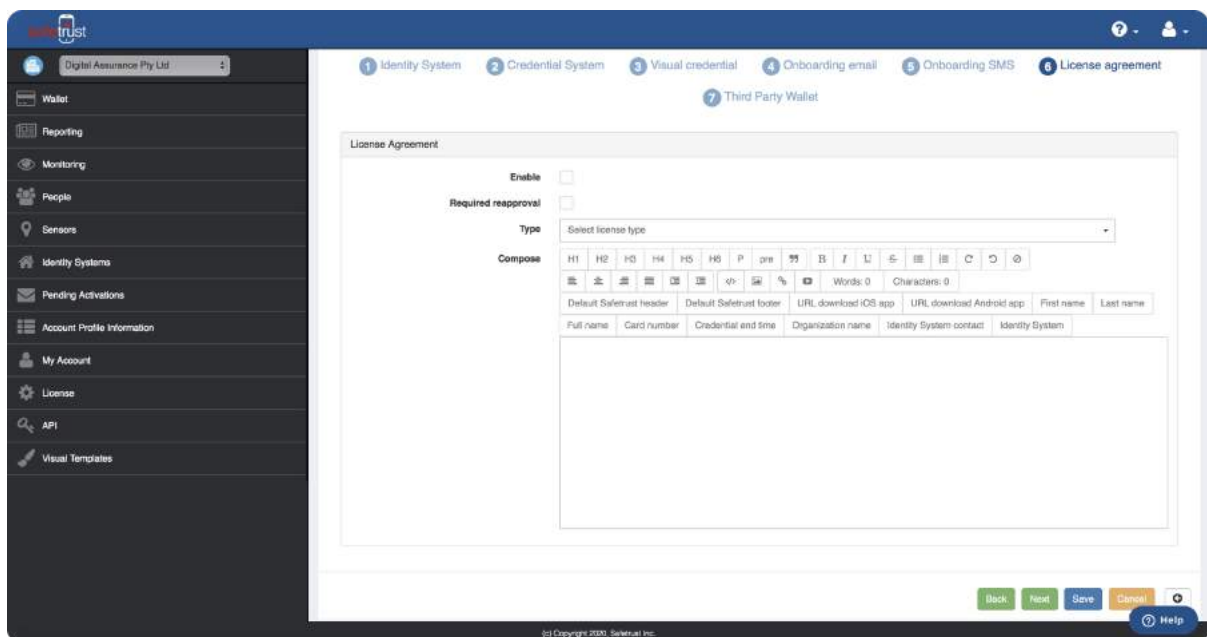 safetrust
Digital Assurance Pty Ltd
Wallet
Reporting
Monitoring
People
Sensors
Identity Systems
Pending Activations
Account Profile Information
My Account
License
API
Visual Templates
1 Identity System 2 Credential System 3 Visual credential 4 Onboarding email 5 Onboarding SMS 6 License agreement
7 Third Party Wallet
License Agreement
Enable
Required reapproval
Type Select license type
Compose H1 H2 H3 H4 H5 H6 P pre ” B I U S
</> Words: 0 Characters: 0
Default Safetrust header Default Safetrust footer URL download iOS app URL download Android app First name Last name
Full name Card number Credential end time Organization name Identity System contact Identity System
Back Next Save Cancel
? Help
(c) Copyright 2020. Safetrust Inc.